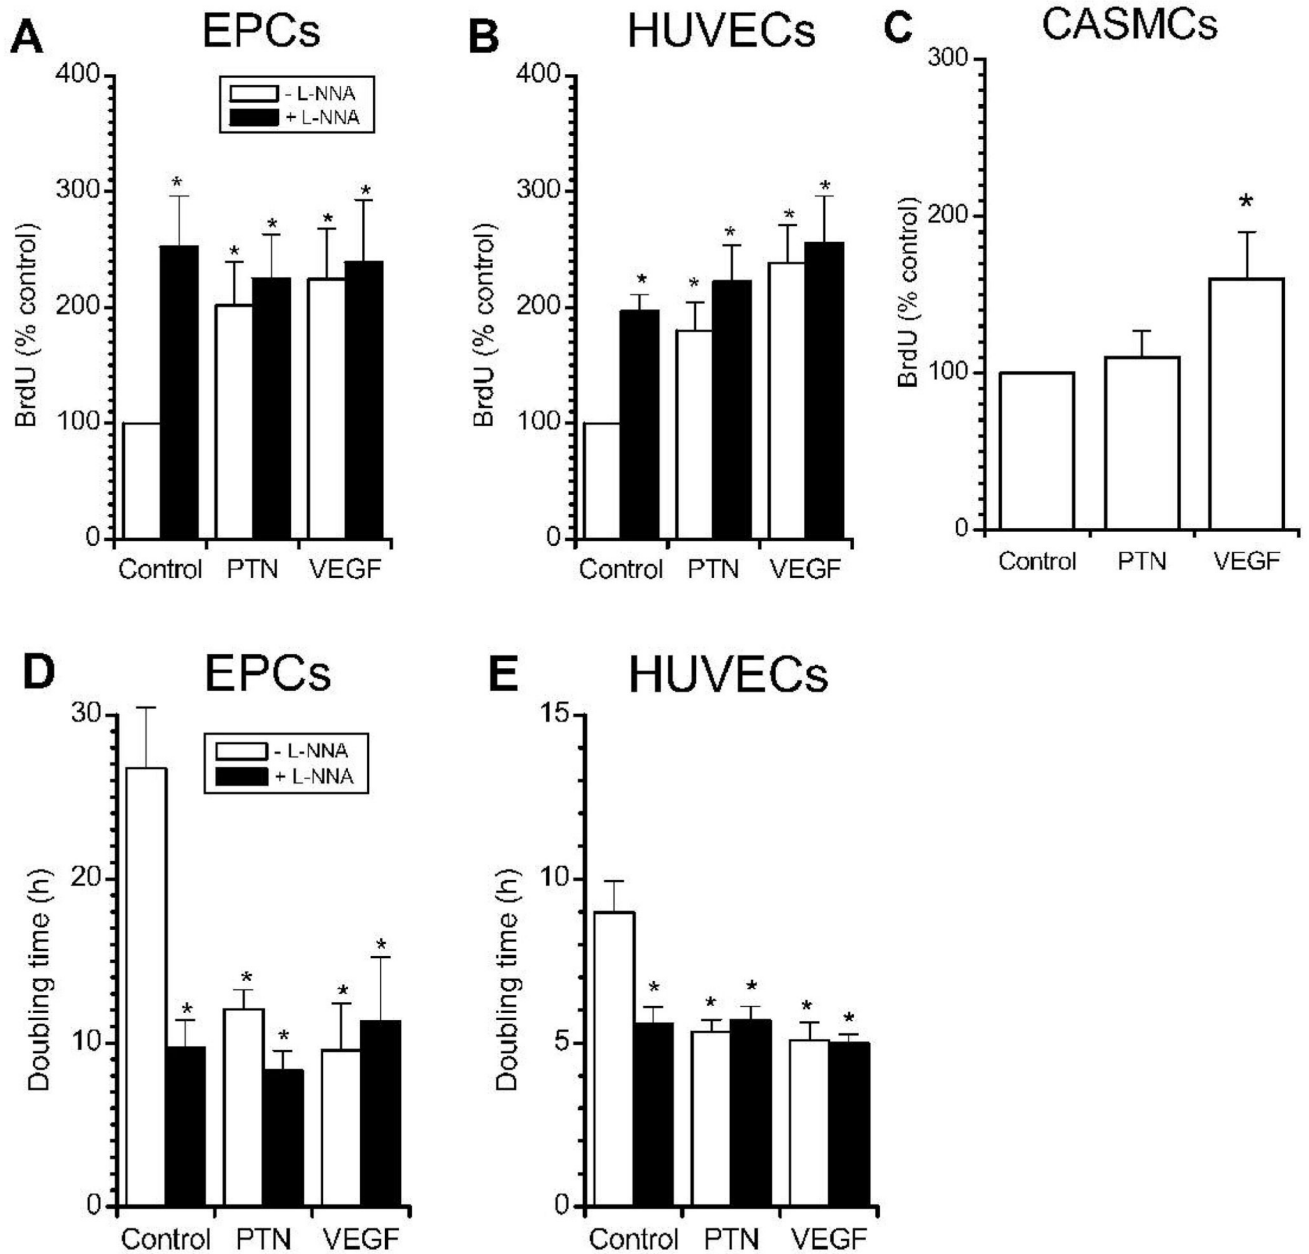 A EPCs
400
300
200
100
0
BrdU (% control)
- L-NNA
+ L-NNA
*
*
*
*
*
Control PTN VEGF
B HUVECs
400
300
200
100
0
BrdU (% control)
*
*
*
*
*
Control PTN VEGF
C CASMCs
300
200
100
0
BrdU (% control)
*
Control PTN VEGF
D EPCs
30
20
10
0
Doubling time (h)
- L-NNA
+ L-NNA
*
*
*
*
*
Control PTN VEGF
E HUVECs
15
10
5
0
Doubling time (h)
*
*
*
*
*
Control PTN VEGF